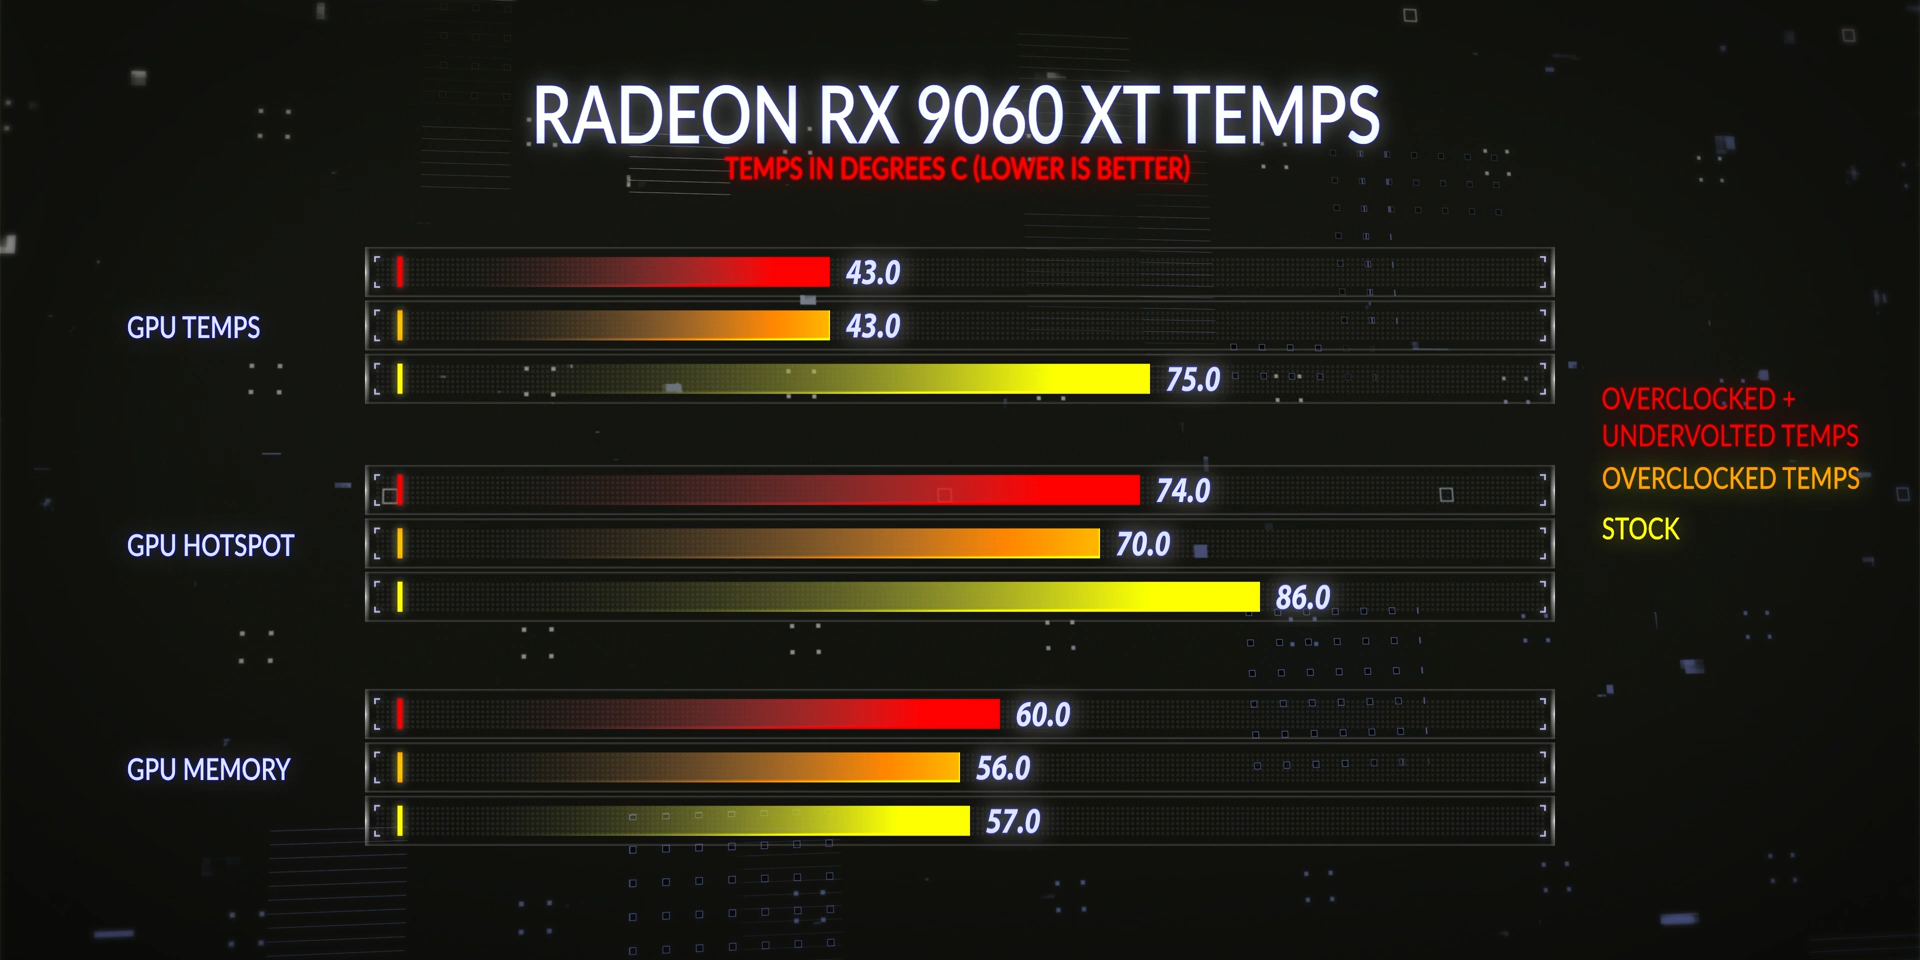 RADEON RX 9060 XT TEMPS
TEMPS IN DEGREES C (LOWER IS BETTER)
GPU TEMPS
43.0
43.0
75.0
GPU HOTSPOT
74.0
70.0
86.0
GPU MEMORY
60.0
56.0
57.0
OVERCLOCKED +
UNDERVOLTED TEMPS
OVERCLOCKED TEMPS
STOCK